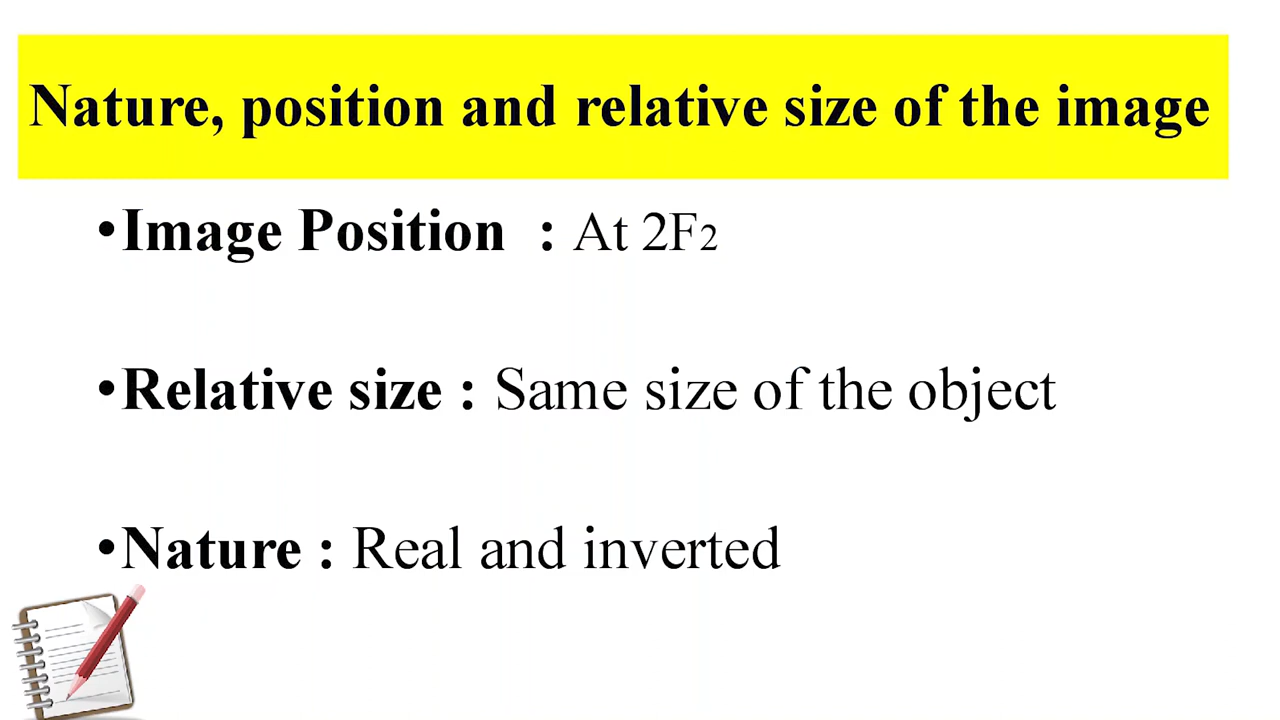 Nature, position and relative size of the image
•Image Position : At 2F2
•Relative size : Same size of the object
•Nature : Real and inverted